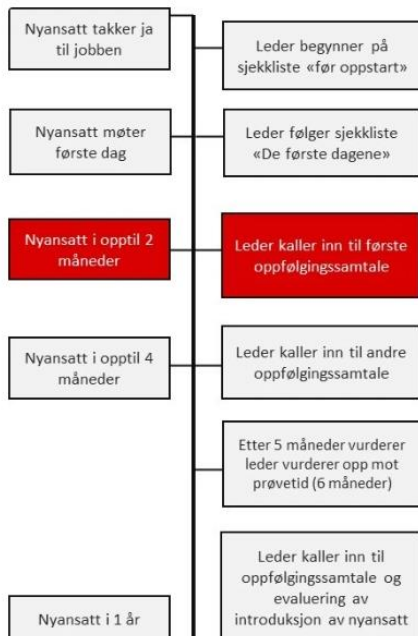 Nyansatt takker ja
til jobben
Leder begynner på
sjekkliste «før oppstart»
Nyansatt møter
første dag
Leder følger sjekkliste
«De første dagene»
Nyansatt i opptil 2
måneder
Leder kaller inn til første
oppfølgingssamtale
Nyansatt i opptil 4
måneder
Leder kaller inn til andre
oppfølgingssamtale
Etter 5 måneder vurderer
leder vurderer opp mot
prøvetid (6 måneder)
Leder kaller inn til
oppfølgingssamtale og
evaluering av
introduksjon av nyansatt
Nyansatt i 1 år